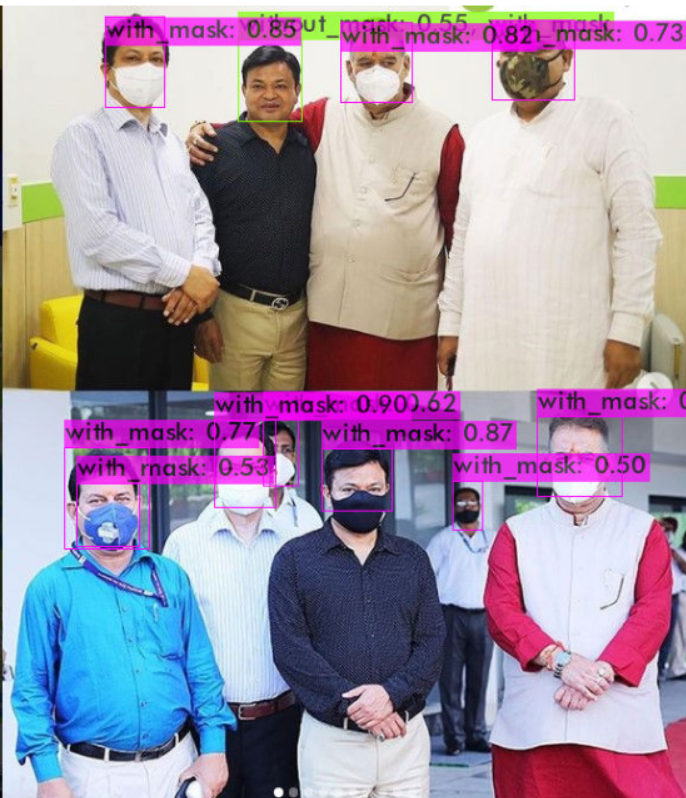 with_mask: 0.85
without_mask: 0.55, with_mask
with_mask: 0.82
_mask: 0.73
with_mask: 0.90
0.62
with_mask: 0.77
with_mask: 0.87
with_mask: 0.53
with_mask: 0.50
with_mask: